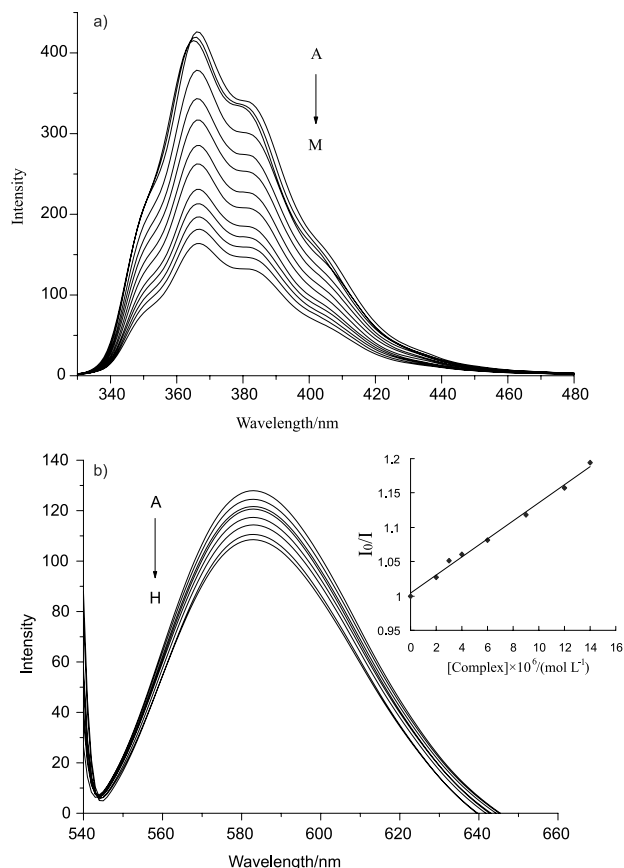 a)
400
300
200
100
0
Intensity
A
M
340 360 380 400 420 440 460 480
Wavelength/nm
b)
140
120
100
80
60
40
20
0
Intensity
A
H
540 560 580 600 620 640 660
Wavelength/nm
1.2
1.15
1.1
1.05
1
0.95
I₀/I
0 2 4 6 8 10 12 14 16
[Complex]×10⁶/(mol L⁻¹)